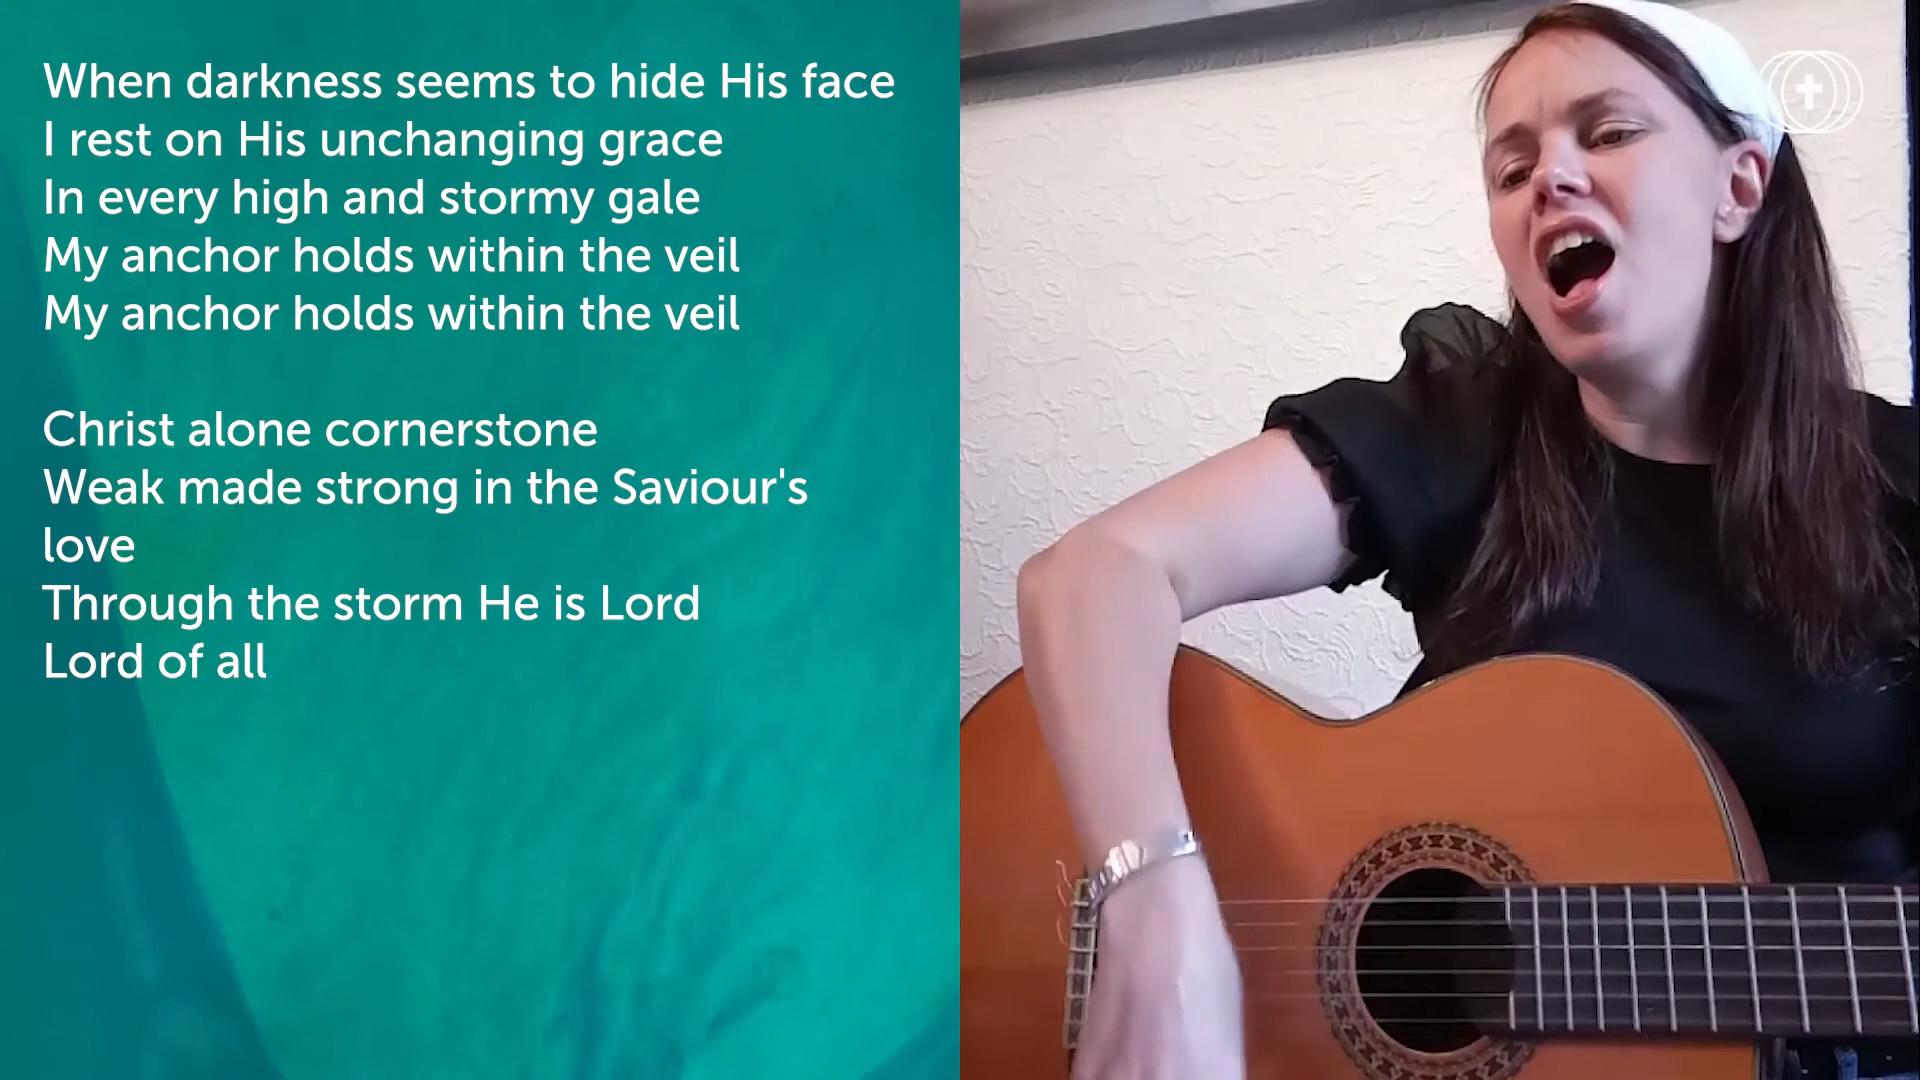 When darkness seems to hide His face
I rest on His unchanging grace
In every high and stormy gale
My anchor holds within the veil
My anchor holds within the veil
Christ alone cornerstone
Weak made strong in the Saviour's
love
Through the storm He is Lord
Lord of all